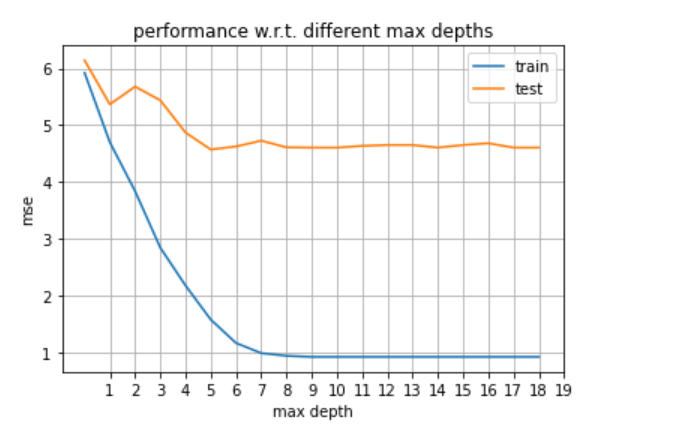 performance w.r.t. different max depths
train
test
mse
6
5
4
3
2
1
1 2 3 4 5 6 7 8 9 10 11 12 13 14 15 16 17 18 19
max depth